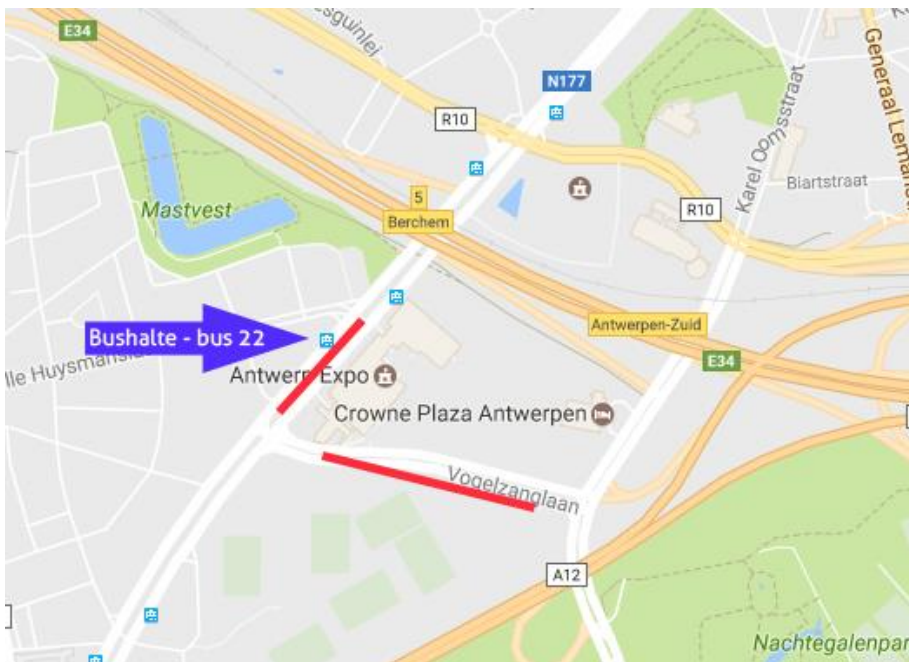 E34
N177
R10
Karel Oomsstraat
Biartstraat
Mastvest
5
Berchem
R10
Bushalte - bus 22
Antwerpen-Zuid
E34
Antwerp Expo
Crowne Plaza Antwerpen
Vogelzanglaan
A12